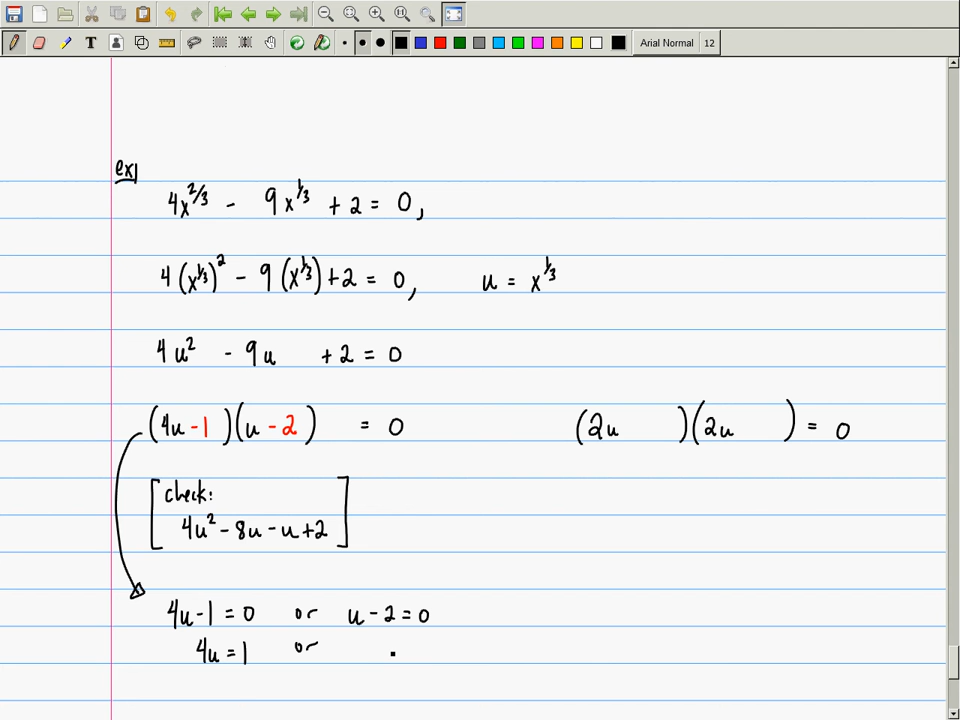 T Arial Normal 12
ex)
4x^{2/3} - 9x^{1/3} + 2 = 0,
4(x^{1/3})^2 - 9(x^{1/3}) + 2 = 0, u = x^{1/3}
4u^2 - 9u + 2 = 0
(4u - 1)(u - 2) = 0 (2u )(2u ) = 0
[check:
4u^2 - 8u - u + 2]
4u - 1 = 0 or u - 2 = 0
4u = 1 or